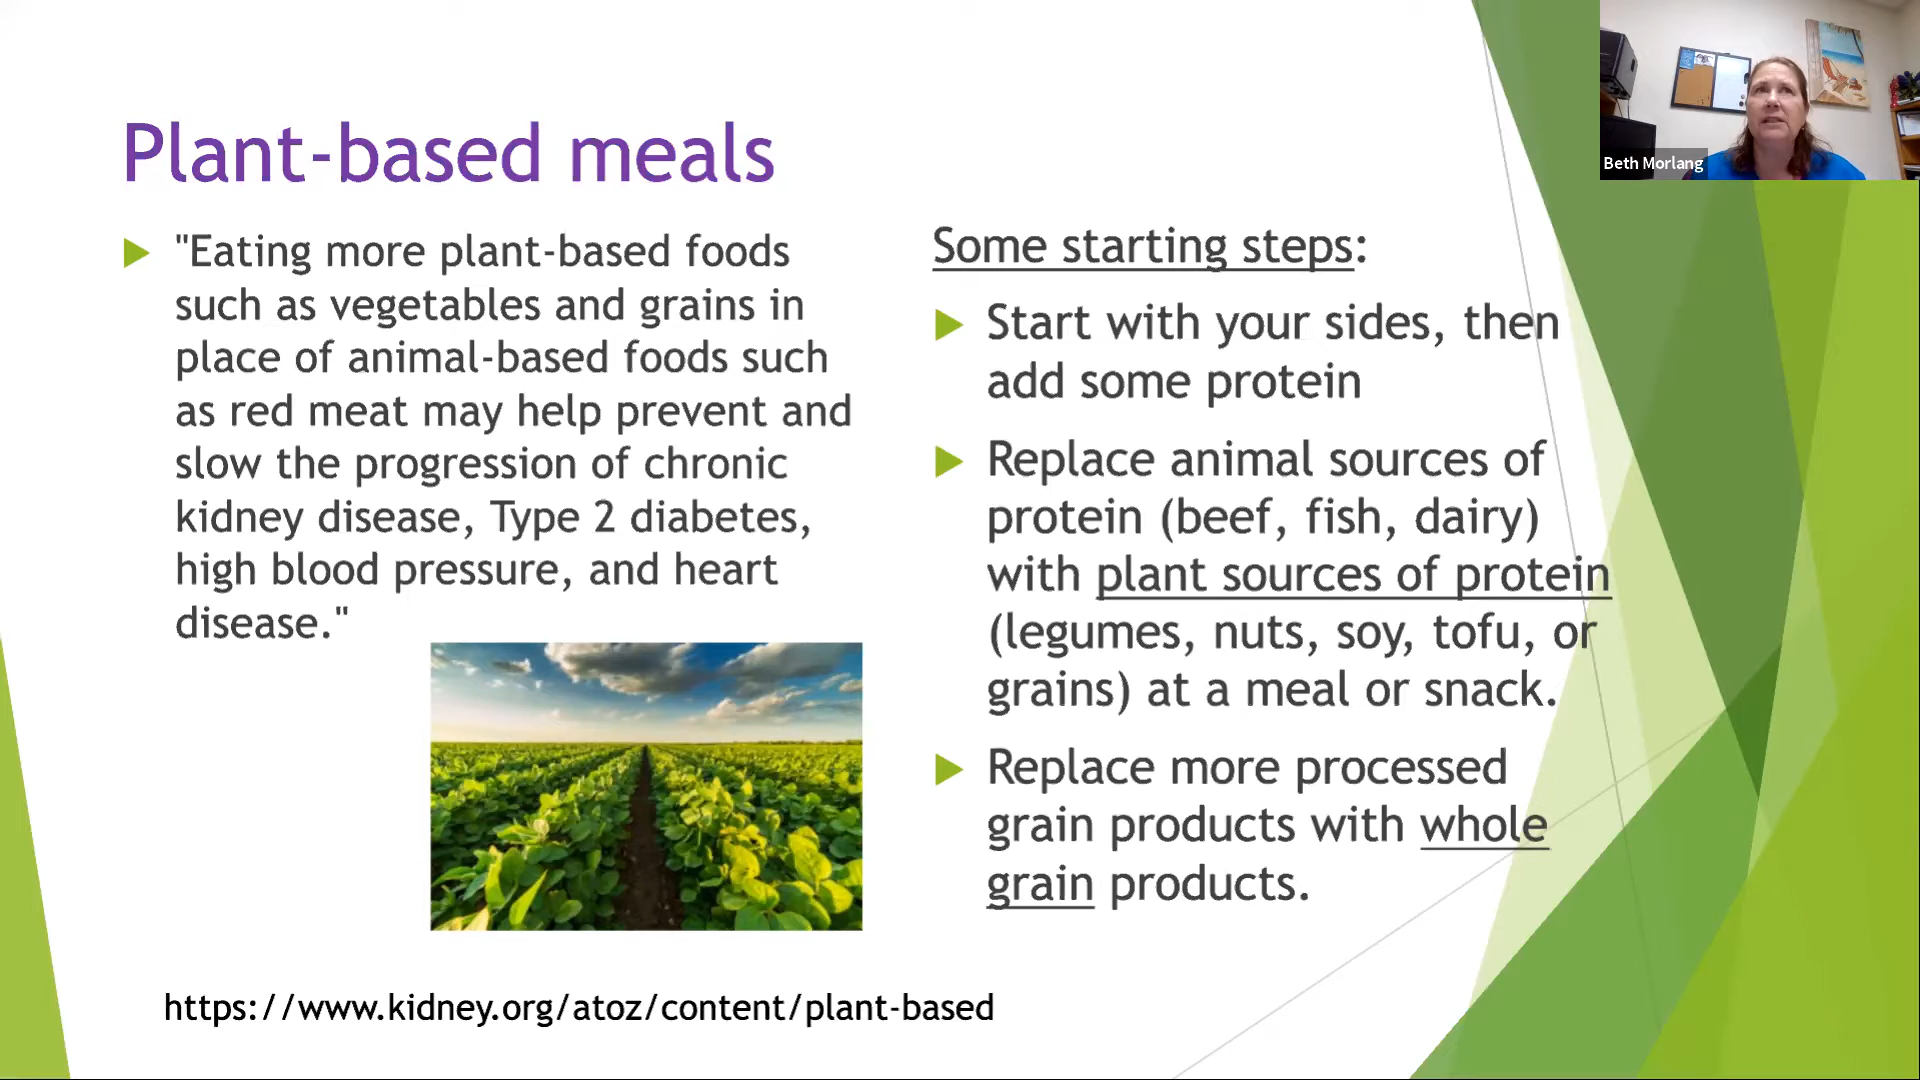 Plant-based meals
"Eating more plant-based foods
such as vegetables and grains in
place of animal-based foods such
as red meat may help prevent and
slow the progression of chronic
kidney disease, Type 2 diabetes,
high blood pressure, and heart
disease."
Some starting steps:
Start with your sides, then
add some protein
Replace animal sources of
protein (beef, fish, dairy)
with plant sources of protein
(legumes, nuts, soy, tofu, or
grains) at a meal or snack.
Replace more processed
grain products with whole
grain products.
https://www.kidney.org/atoz/content/plant-based
Beth Morlang